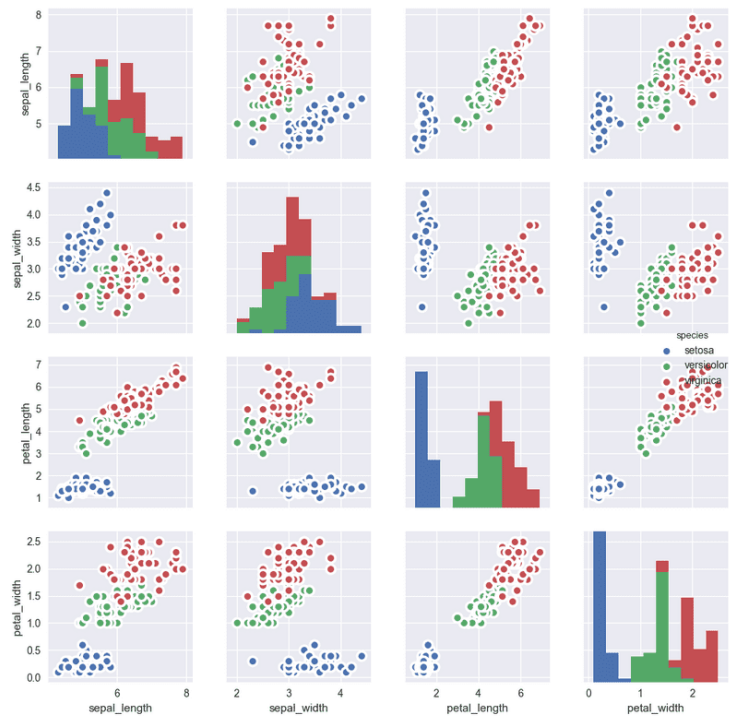 sepal_length
8
7
6
5
sepal_width
4.5
4.0
3.5
3.0
2.5
2.0
species
setosa
versicolor
virginica
petal_length
7
6
5
4
3
2
1
petal_width
2.5
2.0
1.5
1.0
0.5
0.0
6 8
2 3 4
2 4 6
0 1 2
sepal_length sepal_width petal_length petal_width